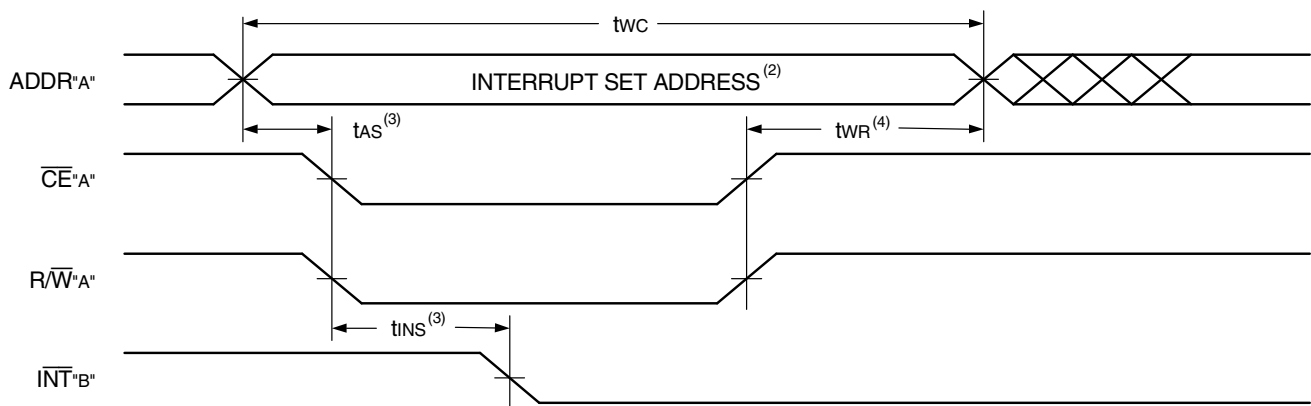 tWC
ADDR"A" INTERRUPT SET ADDRESS(2)
tAS(3) tWR(4)
CE"A"
R/W"A"
tINS(3)
INT"B"